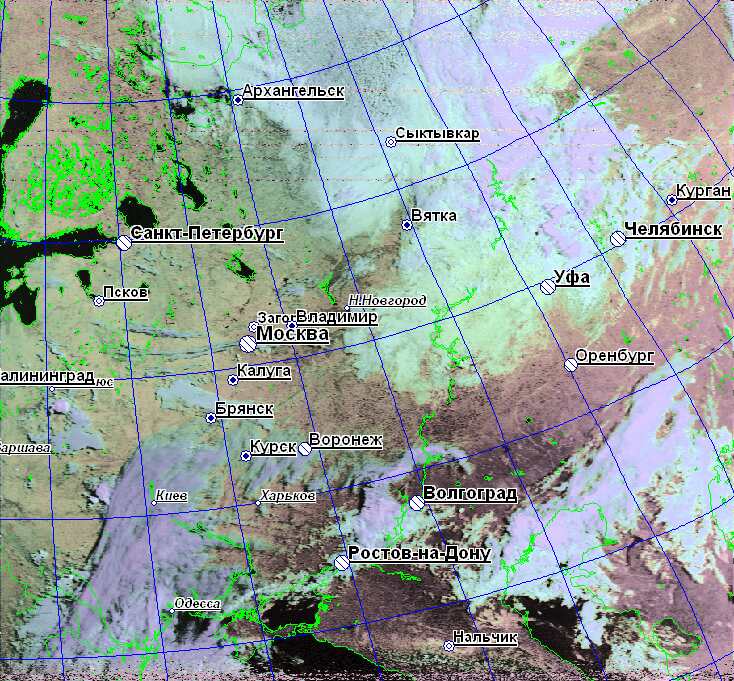 Архангельск
Сыктывкар
Курган
Вятка
Санкт-Петербург
Челябинск
Уфа
Псков
Н.Новгород
Владимир
Москва
Оренбург
Калуга
алининград
Брянск
аршава
Курск
Воронеж
Киев
Харьков
Волгоград
Ростов-на-Дону
Одесса
Нальчик